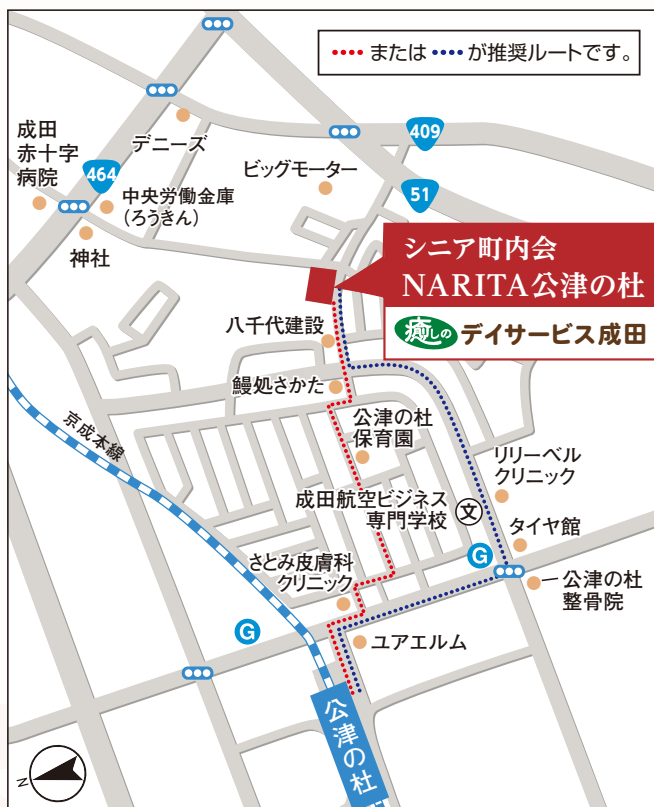 または が推奨ルートです。
409
成田
赤十字
病院
デニーズ
464
中央労働金庫
(ろうきん)
ビッグモーター
51
神社
シニア町内会
NARITA公津の杜
癒しの デイサービス成田
八千代建設
鰻処さかた
京成本線
公津の杜
保育園
リリーベル
クリニック
成田航空ビジネス
専門学校
文
タイヤ館
G
さとみ皮膚科
クリニック
公津の杜
整骨院
G
ユアエルム
公津の杜
N